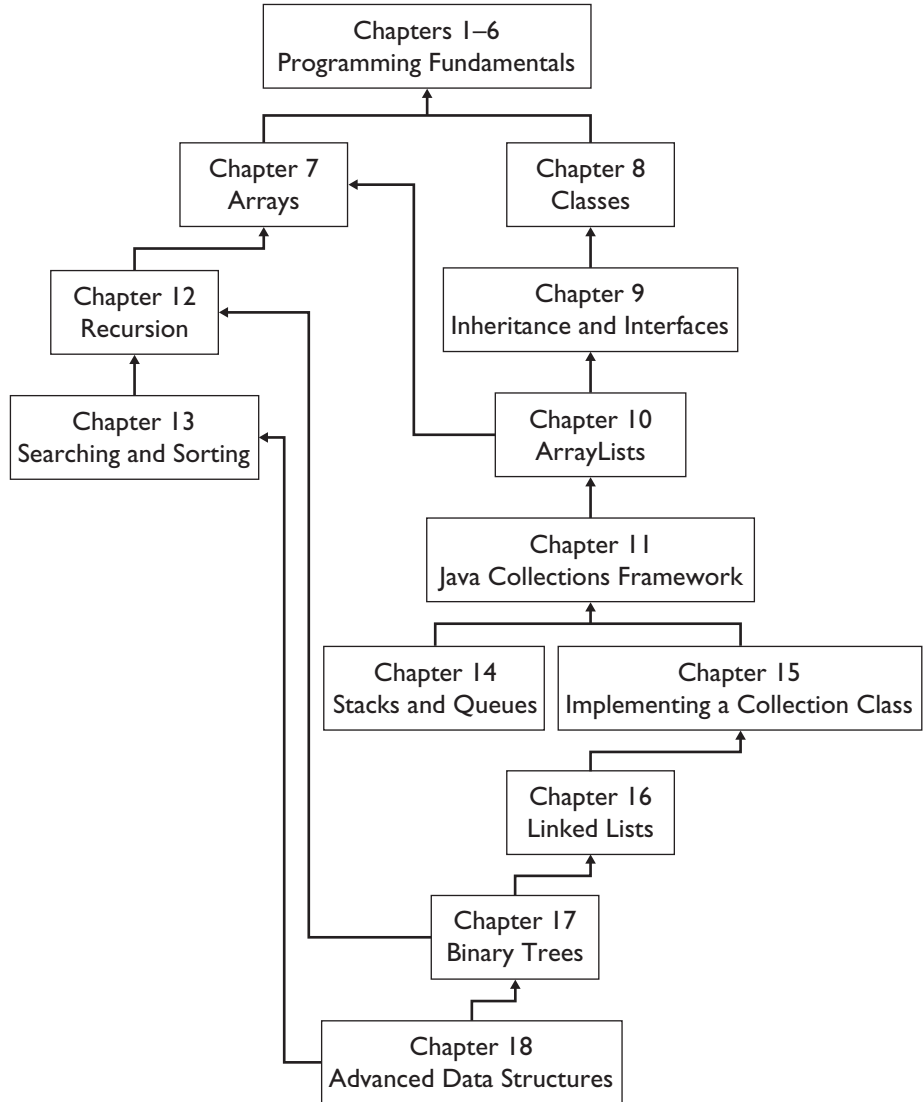 Chapters 1–6
Programming Fundamentals
Chapter 7
Arrays
Chapter 8
Classes
Chapter 12
Recursion
Chapter 9
Inheritance and Interfaces
Chapter 13
Searching and Sorting
Chapter 10
ArrayLists
Chapter 11
Java Collections Framework
Chapter 14
Stacks and Queues
Chapter 15
Implementing a Collection Class
Chapter 16
Linked Lists
Chapter 17
Binary Trees
Chapter 18
Advanced Data Structures